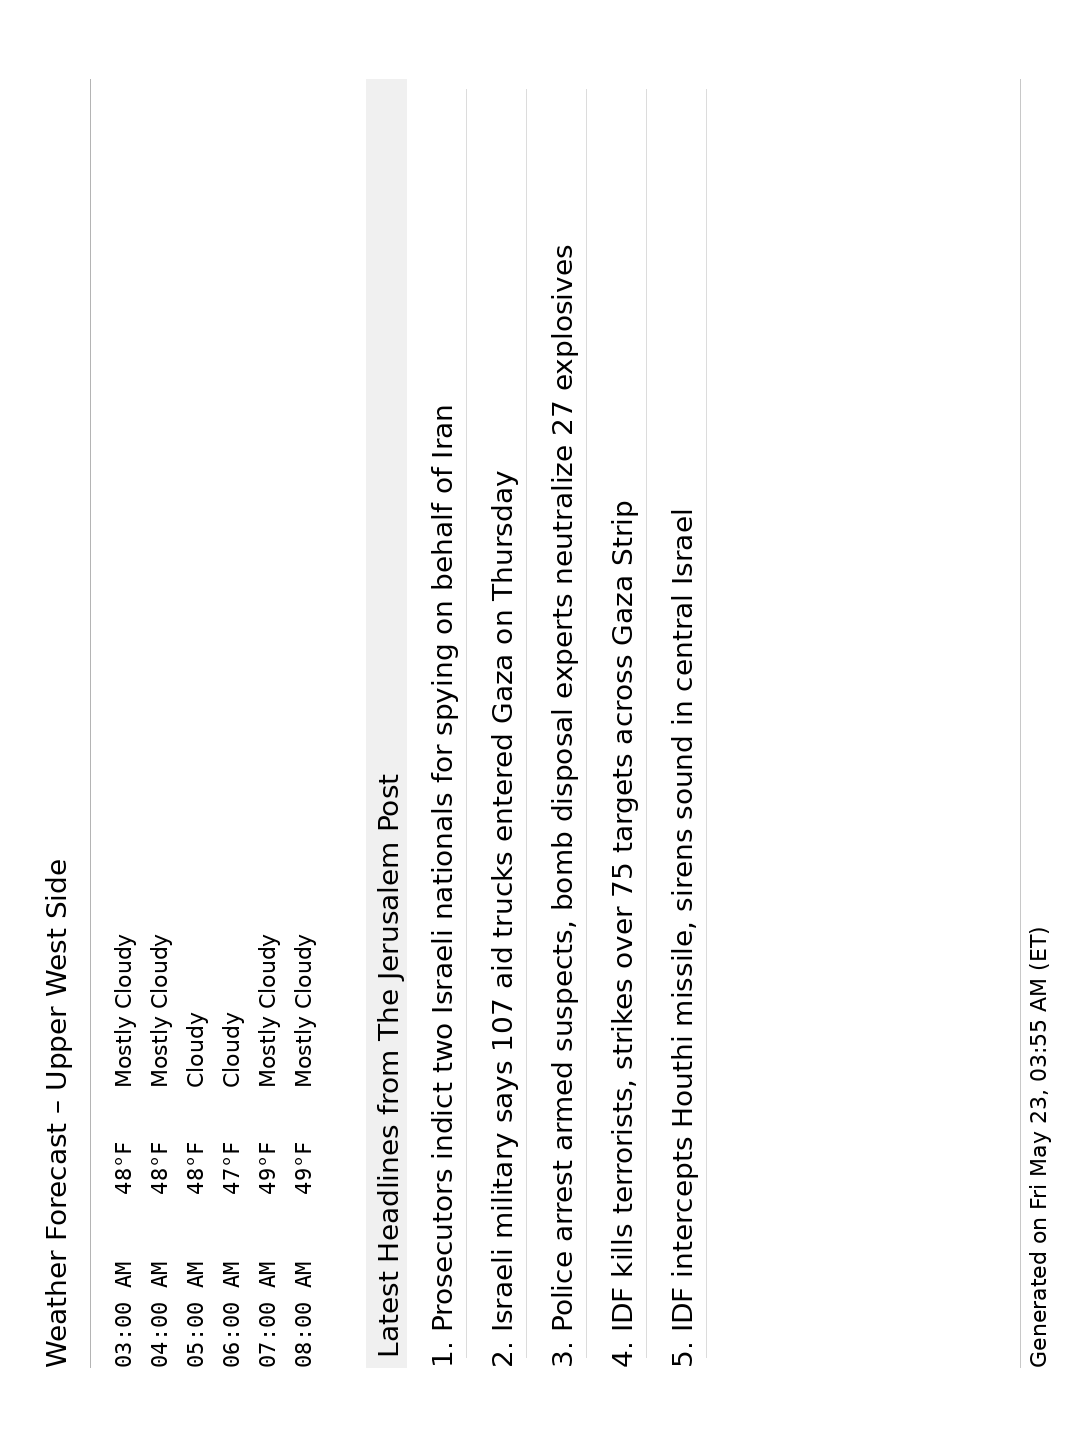 Weather Forecast – Upper West Side
03:00 AM 48°F Mostly Cloudy
04:00 AM 48°F Mostly Cloudy
05:00 AM 48°F Cloudy
06:00 AM 47°F Cloudy
07:00 AM 49°F Mostly Cloudy
08:00 AM 49°F Mostly Cloudy
Latest Headlines from The Jerusalem Post
1. Prosecutors indict two Israeli nationals for spying on behalf of Iran
2. Israeli military says 107 aid trucks entered Gaza on Thursday
3. Police arrest armed suspects, bomb disposal experts neutralize 27 explosives
4. IDF kills terrorists, strikes over 75 targets across Gaza Strip
5. IDF intercepts Houthi missile, sirens sound in central Israel
Generated on Fri May 23, 03:55 AM (ET)